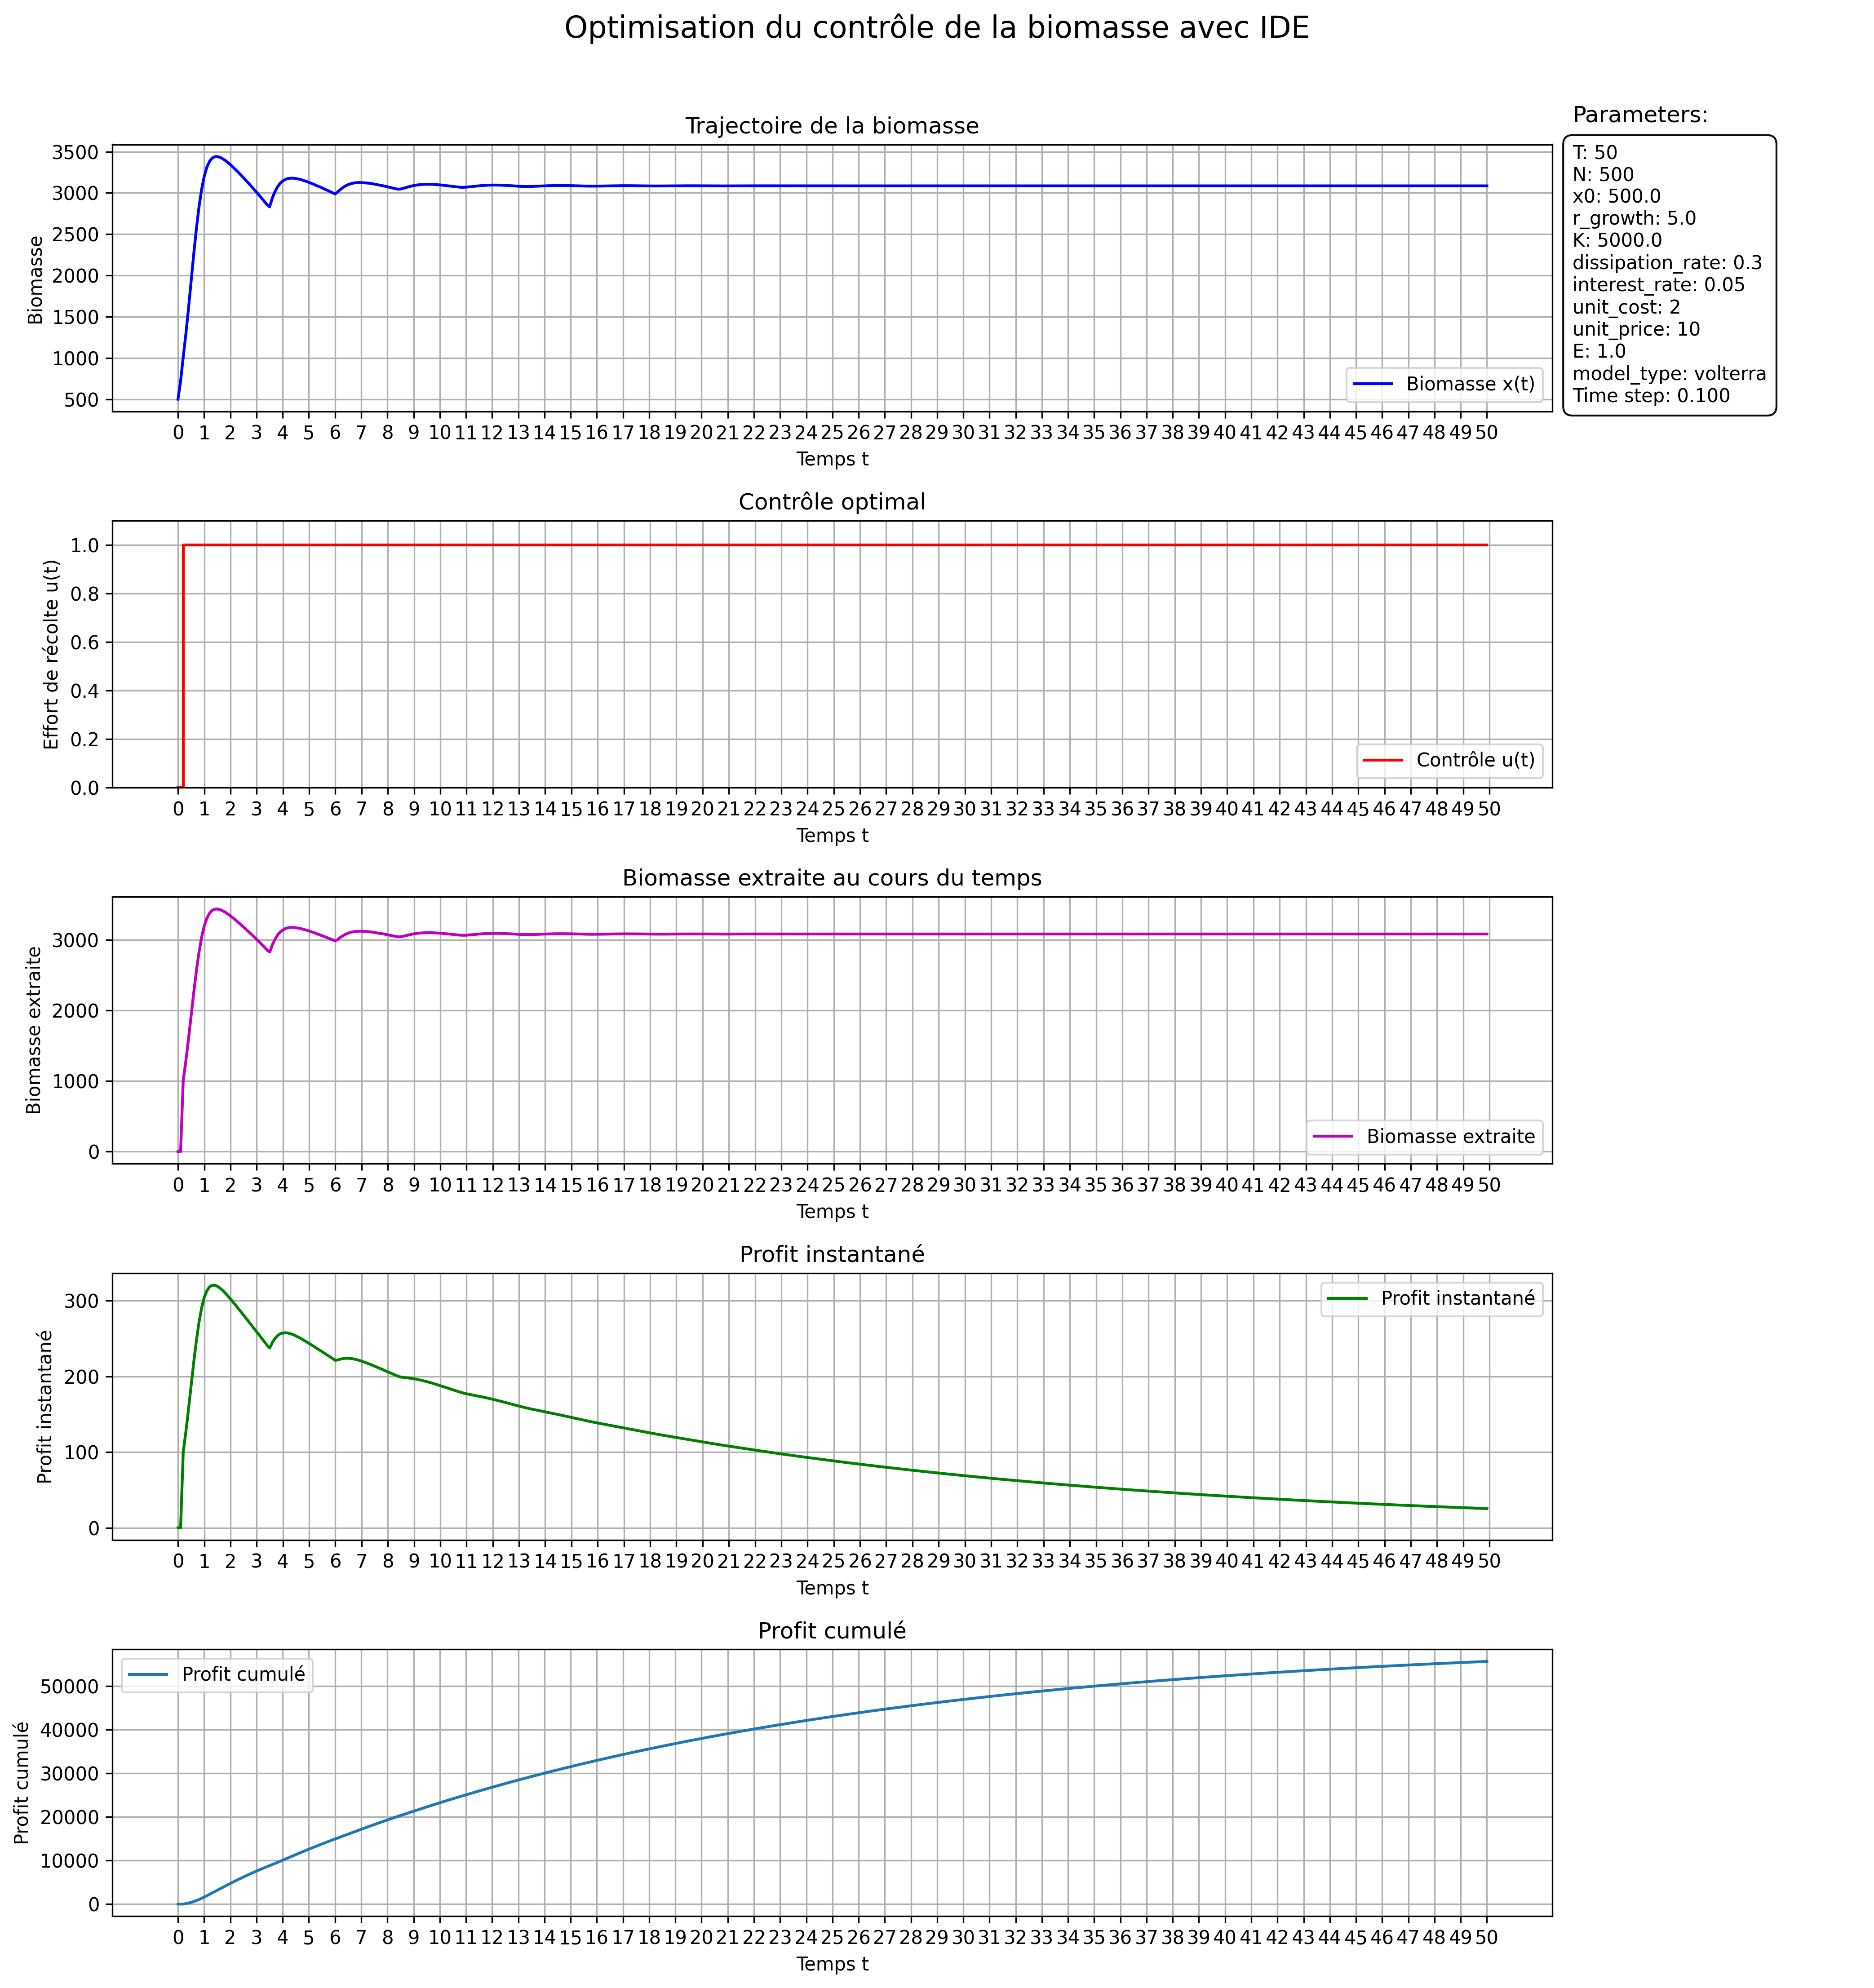 Optimisation du contrôle de la biomasse avec IDE
Trajectoire de la biomasse
Biomasse
3500
3000
2500
2000
1500
1000
500
Biomasse x(t)
0 1 2 3 4 5 6 7 8 9 10 11 12 13 14 15 16 17 18 19 20 21 22 23 24 25 26 27 28 29 30 31 32 33 34 35 36 37 38 39 40 41 42 43 44 45 46 47 48 49 50
Temps t
Parameters:
T: 50
N: 500
x0: 500.0
r_growth: 5.0
K: 5000.0
dissipation_rate: 0.3
interest_rate: 0.05
unit_cost: 2
unit_price: 10
E: 1.0
model_type: volterra
Time step: 0.100
Contrôle optimal
Effort de récolte u(t)
1.0
0.8
0.6
0.4
0.2
0.0
Contrôle u(t)
0 1 2 3 4 5 6 7 8 9 10 11 12 13 14 15 16 17 18 19 20 21 22 23 24 25 26 27 28 29 30 31 32 33 34 35 36 37 38 39 40 41 42 43 44 45 46 47 48 49 50
Temps t
Biomasse extraite au cours du temps
Biomasse extraite
3000
2000
1000
0
Biomasse extraite
0 1 2 3 4 5 6 7 8 9 10 11 12 13 14 15 16 17 18 19 20 21 22 23 24 25 26 27 28 29 30 31 32 33 34 35 36 37 38 39 40 41 42 43 44 45 46 47 48 49 50
Temps t
Profit instantané
Profit instantané
300
200
100
0
Profit instantané
0 1 2 3 4 5 6 7 8 9 10 11 12 13 14 15 16 17 18 19 20 21 22 23 24 25 26 27 28 29 30 31 32 33 34 35 36 37 38 39 40 41 42 43 44 45 46 47 48 49 50
Temps t
Profit cumulé
Profit cumulé
50000
40000
30000
20000
10000
0
Profit cumulé
0 1 2 3 4 5 6 7 8 9 10 11 12 13 14 15 16 17 18 19 20 21 22 23 24 25 26 27 28 29 30 31 32 33 34 35 36 37 38 39 40 41 42 43 44 45 46 47 48 49 50
Temps t